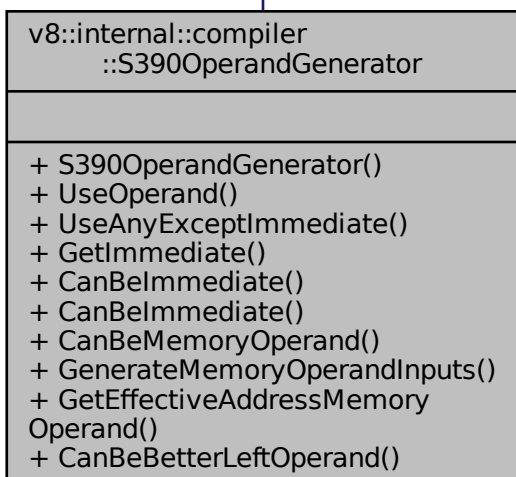 v8::internal::compiler
::S390OperandGenerator
+ S390OperandGenerator()
+ UseOperand()
+ UseAnyExceptImmediate()
+ GetImmediate()
+ CanBeImmediate()
+ CanBeImmediate()
+ CanBeMemoryOperand()
+ GenerateMemoryOperandInputs()
+ GetEffectiveAddressMemory
Operand()
+ CanBeBetterLeftOperand()